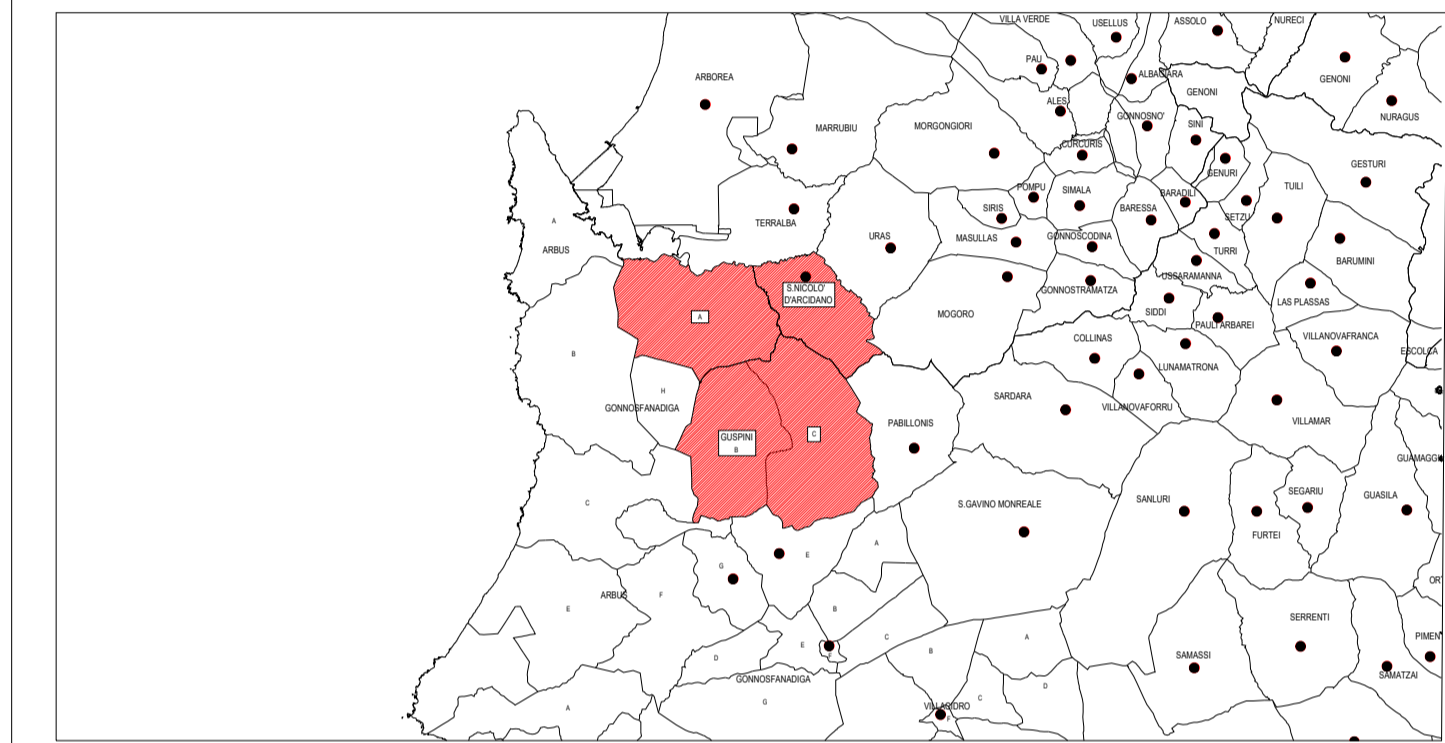 VILLA VERDE
USELLUS
ASSOLO
NURECI
PAU
ALBAGIARA
GENONI
GENONI
ARBOREA
ALES
NURAGUS
MARRUBIU
MORGONGIORI
GONNOSNO'
SINI
CURCURIS
GENURI
GESTURI
POMPU
SIMALA
BARADILI
TUILI
A
SIRIS
BARESSA
SETZU
TERRALBA
URAS
MASULLAS
GONNOSCODINA
TURRI
ARBUS
BARUMINI
USSARAMANNA
S.NICOLO'
D'ARCIDANO
GONNOSTRAMATZA
LAS PLASSAS
A
MOGORO
SIDDI
PAULI ARBAREI
COLLINAS
VILLANOVAFRANCA
B
ESCOLCA
LUNAMATRONA
H
SARDARA
GONNOSFANADIGA
VILLANOVAFORRU
PABILLONIS
VILLAMAR
C
GUSPINI
B
GUAMAGGI
C
S.GAVINO MONREALE
SANLURI
SEGARIU
GUASILA
FURTEI
A
E
G
ARBUS
F
E
B
C
ORT
SERRENTI
A
PIMEN
E
F
B
D
SAMASSI
SAMATZAI
GONNOSFANADIGA
G
D
C
VILLACIDRO
F
A